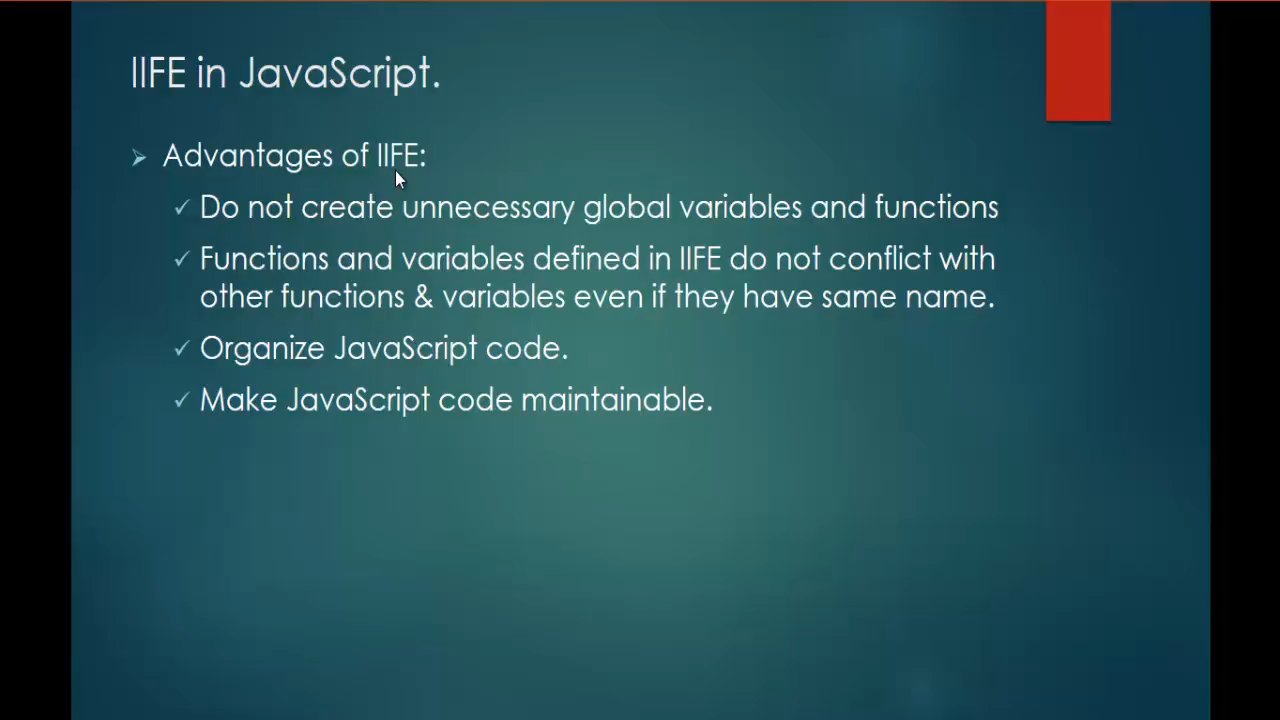 IIFE in JavaScript.
Advantages of IIFE:
Do not create unnecessary global variables and functions
Functions and variables defined in IIFE do not conflict with
other functions & variables even if they have same name.
Organize JavaScript code.
Make JavaScript code maintainable.